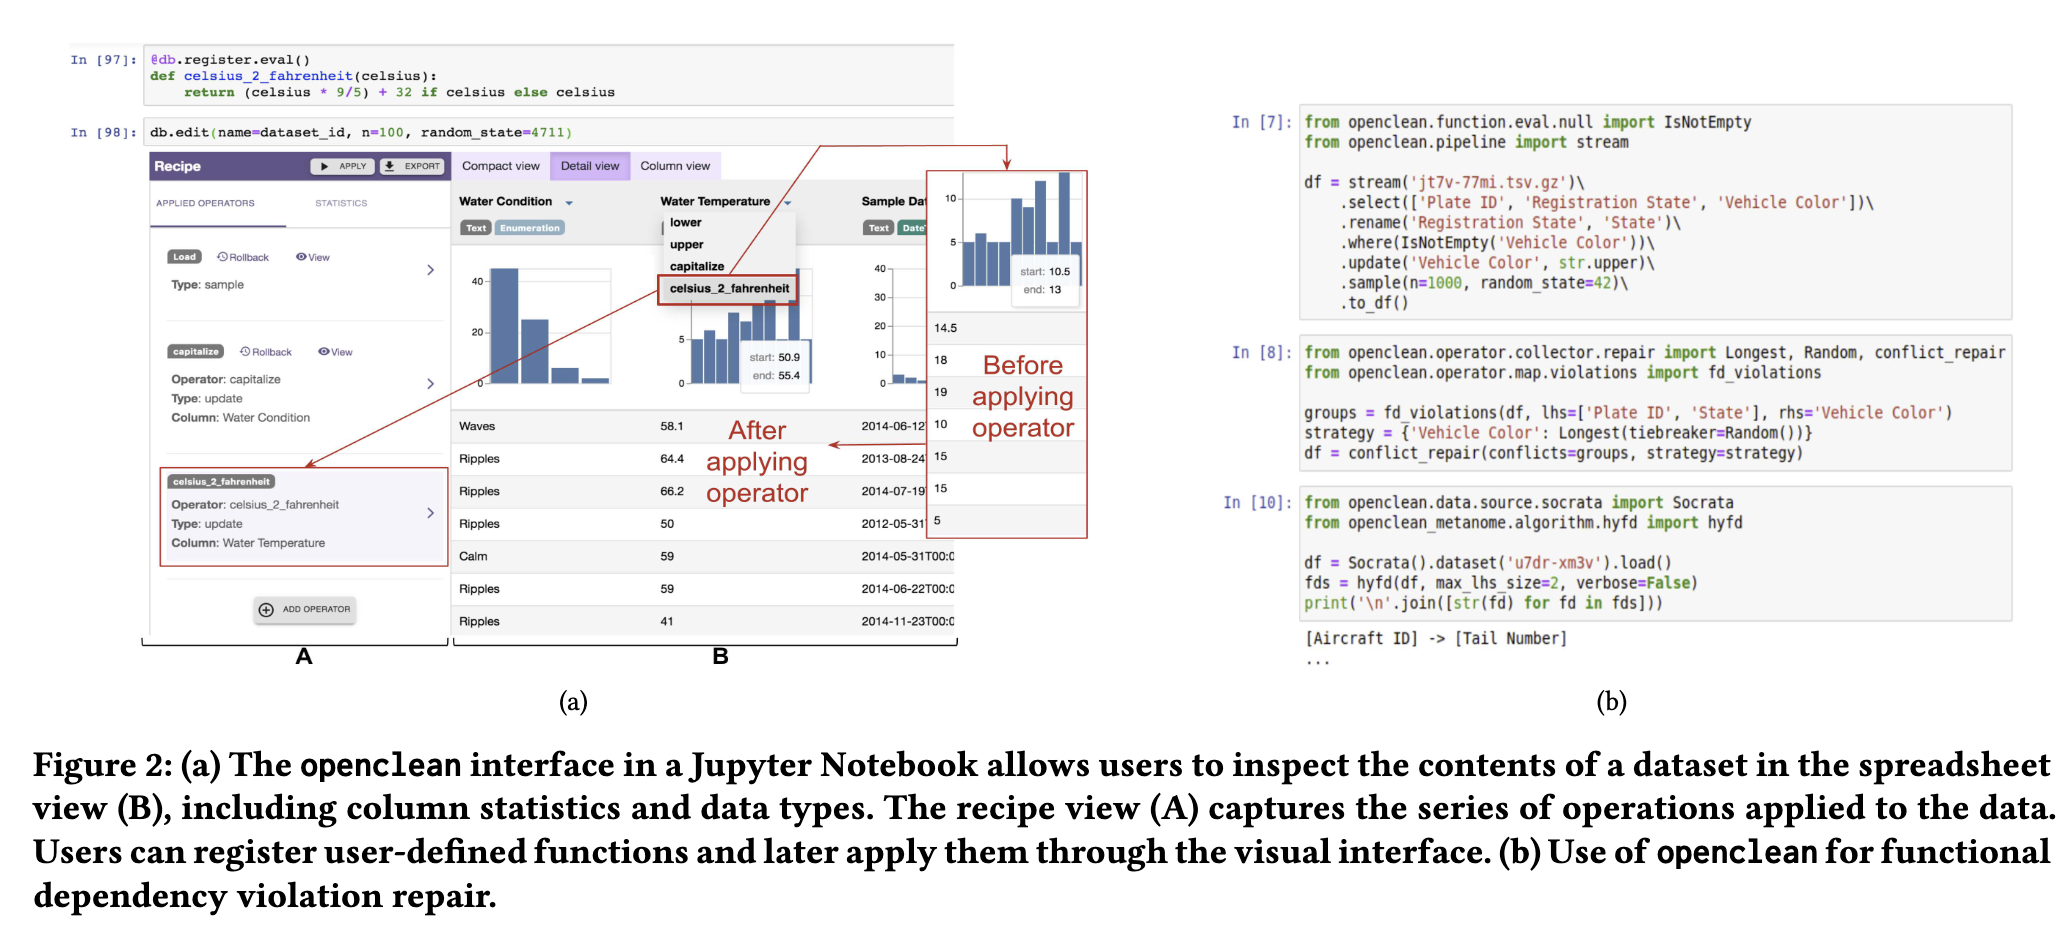 In [97]:
@db.register.eval()
def celsius_2_fahrenheit(celsius):
    return (celsius * 9/5) + 32 if celsius else celsius
In [98]:
db.edit(name=dataset_id, n=100, random_state=4711)
Recipe
APPLY
EXPORT
APPLIED OPERATORS
STATISTICS
Load
Rollback
View
Type: sample
capitalize
Rollback
View
Operator: capitalize
Type: update
Column: Water Condition
celsius_2_fahrenheit
Operator: celsius_2_fahrenheit
Type: update
Column: Water Temperature
ADD OPERATOR
A
Compact view
Detail view
Column view
Water Condition
Text
Enumeration
40
20
0
Water Temperature
lower
upper
capitalize
celsius_2_fahrenheit
5
0
start: 50.9
end: 55.4
Sample Dat
Text
Date
40
30
20
10
0
Waves 58.1 2014-06-12
Ripples 64.4 2013-08-24
Ripples 66.2 2014-07-19
Ripples 50 2012-05-31
Calm 59 2014-05-31T00:0
Ripples 59 2014-06-22T00:0
Ripples 41 2014-11-23T00:0
After
applying
operator
B
10
5
0
start: 10.5
end: 13
14.5
18
19
10
15
15
5
Before
applying
operator
(a)
In [7]:
from openclean.function.eval.null import IsNotEmpty
from openclean.pipeline import stream
df = stream('jt7v-77mi.tsv.gz')\
    .select(['Plate ID', 'Registration State', 'Vehicle Color'])\
    .rename('Registration State', 'State')\
    .where(IsNotEmpty('Vehicle Color'))\
    .update('Vehicle Color', str.upper)\
    .sample(n=1000, random_state=42)\
    .to_df()
In [8]:
from openclean.operator.collector.repair import Longest, Random, conflict_repair
from openclean.operator.map.violations import fd_violations
groups = fd_violations(df, lhs=['Plate ID', 'State'], rhs='Vehicle Color')
strategy = {'Vehicle Color': Longest(tiebreaker=Random())}
df = conflict_repair(conflicts=groups, strategy=strategy)
In [10]:
from openclean.data.source.socrata import Socrata
from openclean_metanome.algorithm.hyfd import hyfd
df = Socrata().dataset('u7dr-xm3v').load()
fds = hyfd(df, max_lhs_size=2, verbose=False)
print('\n'.join([str(fd) for fd in fds]))
[Aircraft ID] -> [Tail Number]
...
(b)
Figure 2: (a) The openclean interface in a Jupyter Notebook allows users to inspect the contents of a dataset in the spreadsheet
view (B), including column statistics and data types. The recipe view (A) captures the series of operations applied to the data.
Users can register user-defined functions and later apply them through the visual interface. (b) Use of openclean for functional
dependency violation repair.